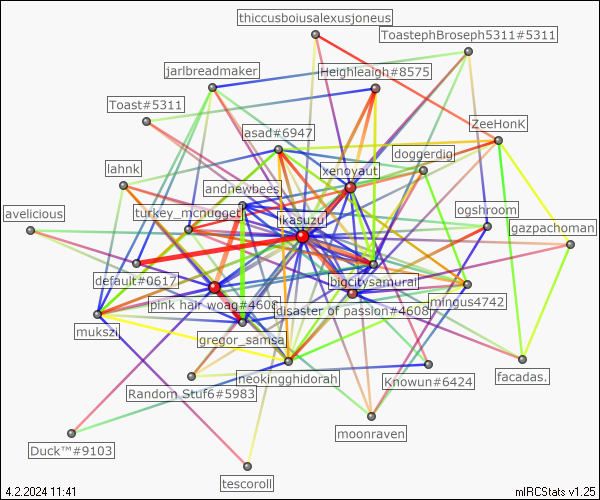 thiccusboiusalexusjoneus
ToastephBroseph5311#5311
jarlbreadmaker
Heighleaigh#8575
Toast#5311
ZeeHonK
asad#6947
doggerdig
xenoyaut
lahnk
andnewbees
ogshroom
avelicious
turkey_mcnugget
ikasuzu
gazpachoman
default#0617
bigcitysamurai
pink hair woag#4608
disaster of passion#4608
mingus4742
mukszi
gregor_samsa
facadas.
neokingghidorah
Knowun#6424
Random Stuf6#5983
moonraven
Duck™#9103
tescoroll
4.2.2024 11:41
mIRCStats v1.25